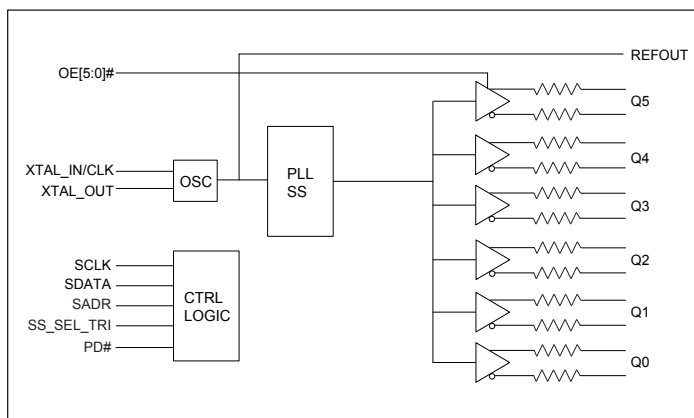 REFOUT
OE[5:0]#
Q5
Q4
XTAL_IN/CLK
OSC
XTAL_OUT
PLL
SS
Q3
Q2
SCLK
SDATA
SADR
SS_SEL_TRI
PD#
CTRL
LOGIC
Q1
Q0